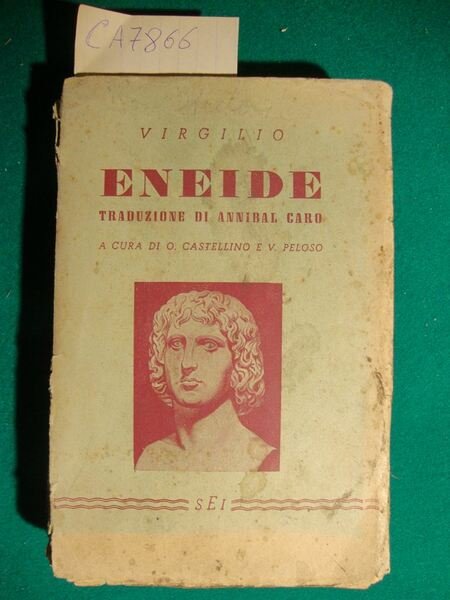 CA7866
VIRGILIO
ENEIDE
TRADUZIONE DI ANNIBAL CARO
A CURA DI O. CASTELLINO E V. PELOSO
SEI